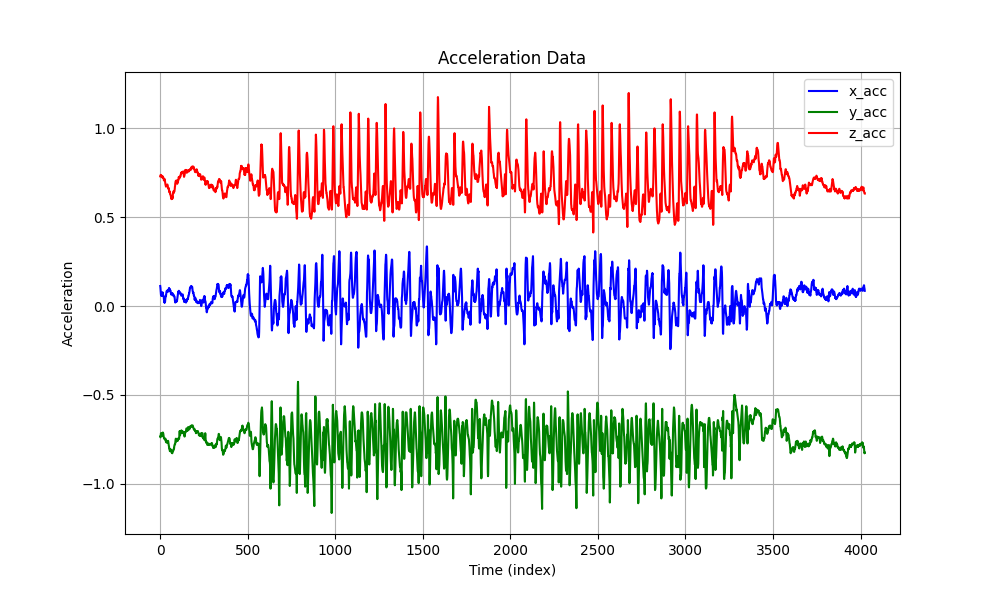 Acceleration Data
x_acc
y_acc
z_acc
1.0
0.5
0.0
−0.5
−1.0
Acceleration
0 500 1000 1500 2000 2500 3000 3500 4000
Time (index)